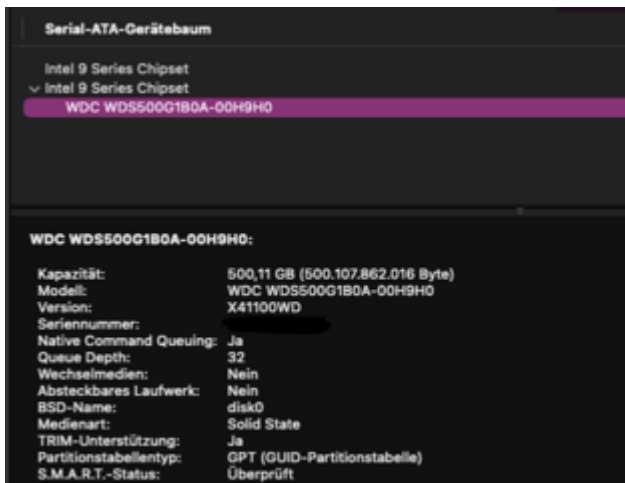 Serial-ATA-Gerätebaum
Intel 9 Series Chipset
Intel 9 Series Chipset
WDC WDS500G1B0A-00H9H0
WDC WDS500G1B0A-00H9H0:
Kapazität: 500,11 GB (500.107.862.016 Byte)
Modell: WDC WDS500G1B0A-00H9H0
Version: X41100WD
Seriennummer:
Native Command Queuing: Ja
Queue Depth: 32
Wechselmedien: Nein
Absteckbares Laufwerk: Nein
BSD-Name: disk0
Medienart: Solid State
TRIM-Unterstützung: Ja
Partitionstabellentyp: GPT (GUID-Partitionstabelle)
S.M.A.R.T.-Status: Überprüft